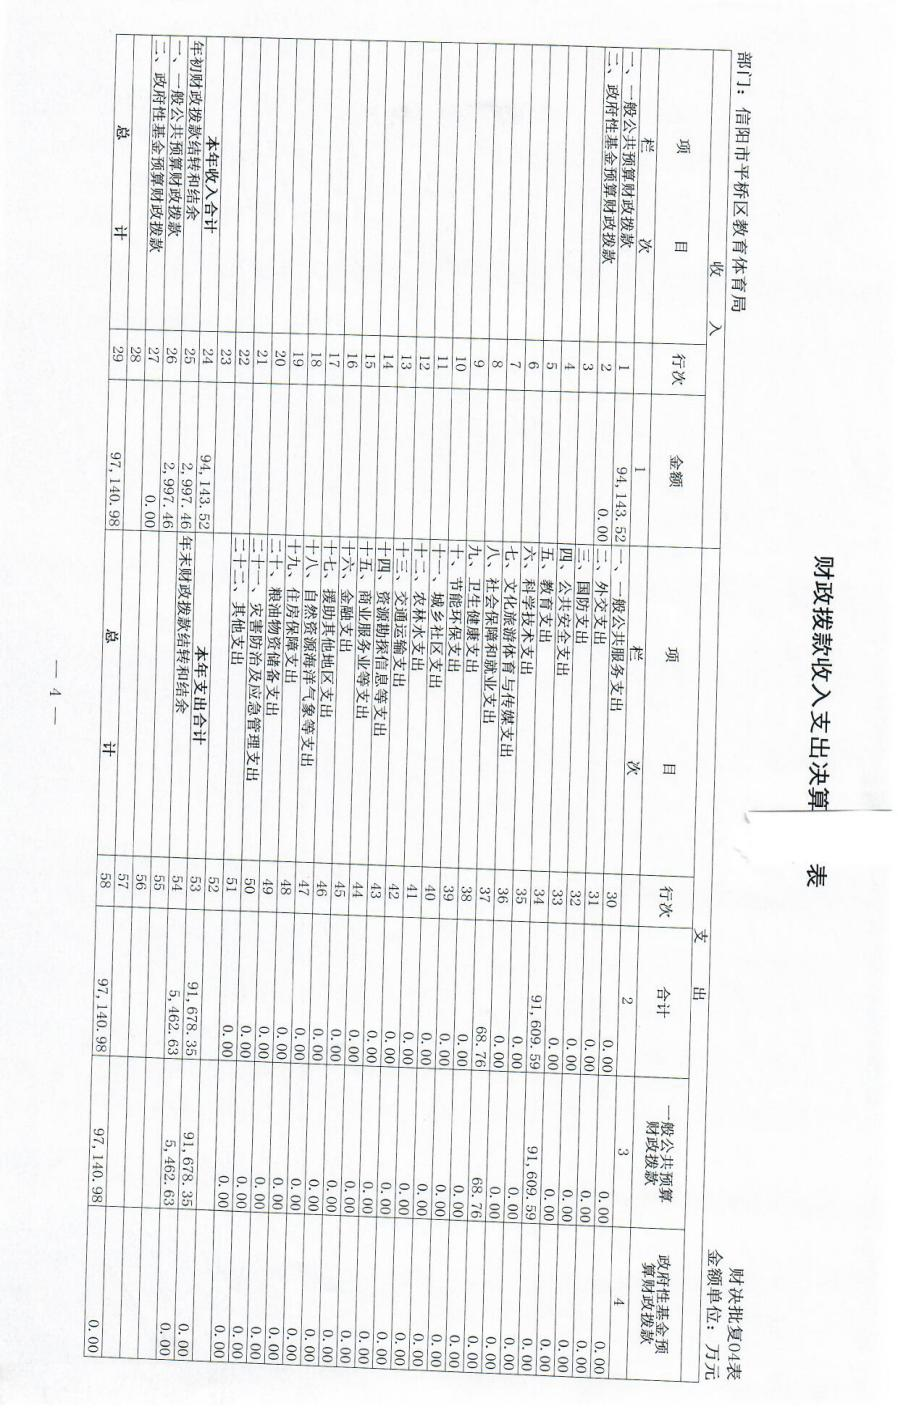 财政拨款收入支出决算 表
财决批复04表
部门：信阳市平桥区教育体育局 金额单位：万元
收 入 支 出
项 目 行次 金额 项 目 行次 合计 一般公共预算财政拨款 政府性基金预算财政拨款
栏 次 1 栏 次 2 3 4
一、一般公共预算财政拨款 1 94,143.52 一、一般公共服务支出 30 0.00 0.00 0.00
二、政府性基金预算财政拨款 2 0.00 二、外交支出 31 0.00 0.00 0.00
3 三、国防支出 32 0.00 0.00 0.00
4 四、公共安全支出 33 0.00 0.00 0.00
5 五、教育支出 34 91,609.59 91,609.59 0.00
6 六、科学技术支出 35 0.00 0.00 0.00
7 七、文化旅游体育与传媒支出 36 0.00 0.00 0.00
8 八、社会保障和就业支出 37 68.76 68.76 0.00
9 九、卫生健康支出 38 0.00 0.00 0.00
10 十、节能环保支出 39 0.00 0.00 0.00
11 十一、城乡社区支出 40 0.00 0.00 0.00
12 十二、农林水支出 41 0.00 0.00 0.00
13 十三、交通运输支出 42 0.00 0.00 0.00
14 十四、资源勘探信息等支出 43 0.00 0.00 0.00
15 十五、商业服务业等支出 44 0.00 0.00 0.00
16 十六、金融支出 45 0.00 0.00 0.00
17 十七、援助其他地区支出 46 0.00 0.00 0.00
18 十八、自然资源海洋气象等支出 47 0.00 0.00 0.00
19 十九、住房保障支出 48 0.00 0.00 0.00
20 二十、粮油物资储备支出 49 0.00 0.00 0.00
21 二十一、灾害防治及应急管理支出 50 0.00 0.00 0.00
22 二十二、其他支出 51 0.00 0.00 0.00
23 52
本年收入合计 24 94,143.52 本年支出合计 53 91,678.35 91,678.35 0.00
年初财政拨款结转和结余 25 2,997.46 年末财政拨款结转和结余 54 5,462.63 5,462.63 0.00
一、一般公共预算财政拨款 26 2,997.46 55
二、政府性基金预算财政拨款 27 0.00 56
28 57
总 计 29 97,140.98 总 计 58 97,140.98 97,140.98 0.00
— 4 —